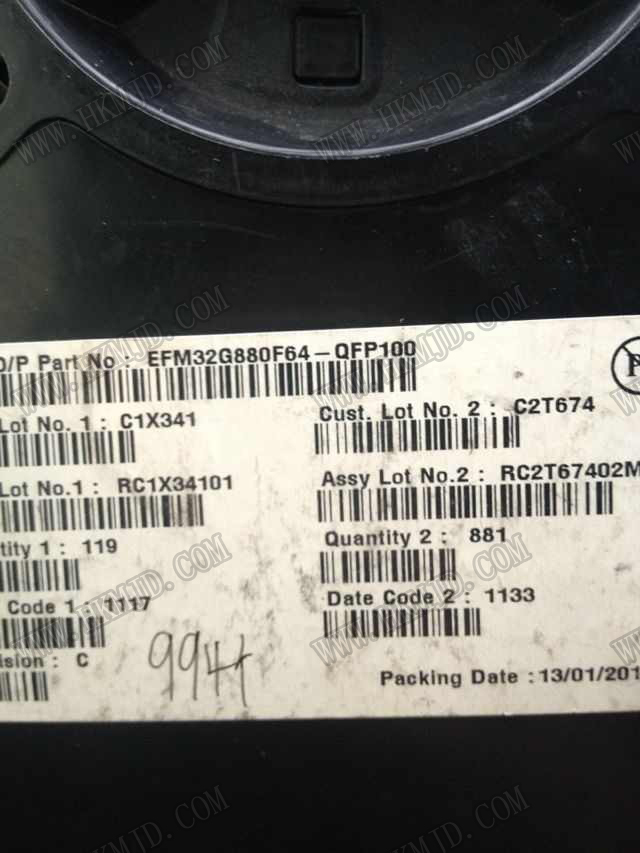 O/P Part No : EFM32G880F64-QFP100
Lot No. 1 : C1X341
Cust. Lot No. 2 : C2T674
Lot No.1 : RC1X34101
Assy Lot No.2 : RC2T67402M
tity 1 : 119
Quantity 2 : 881
Code 1 : 1117
Date Code 2 : 1133
ision : C
Packing Date : 13/01/201
WWW.HKMJD.COM